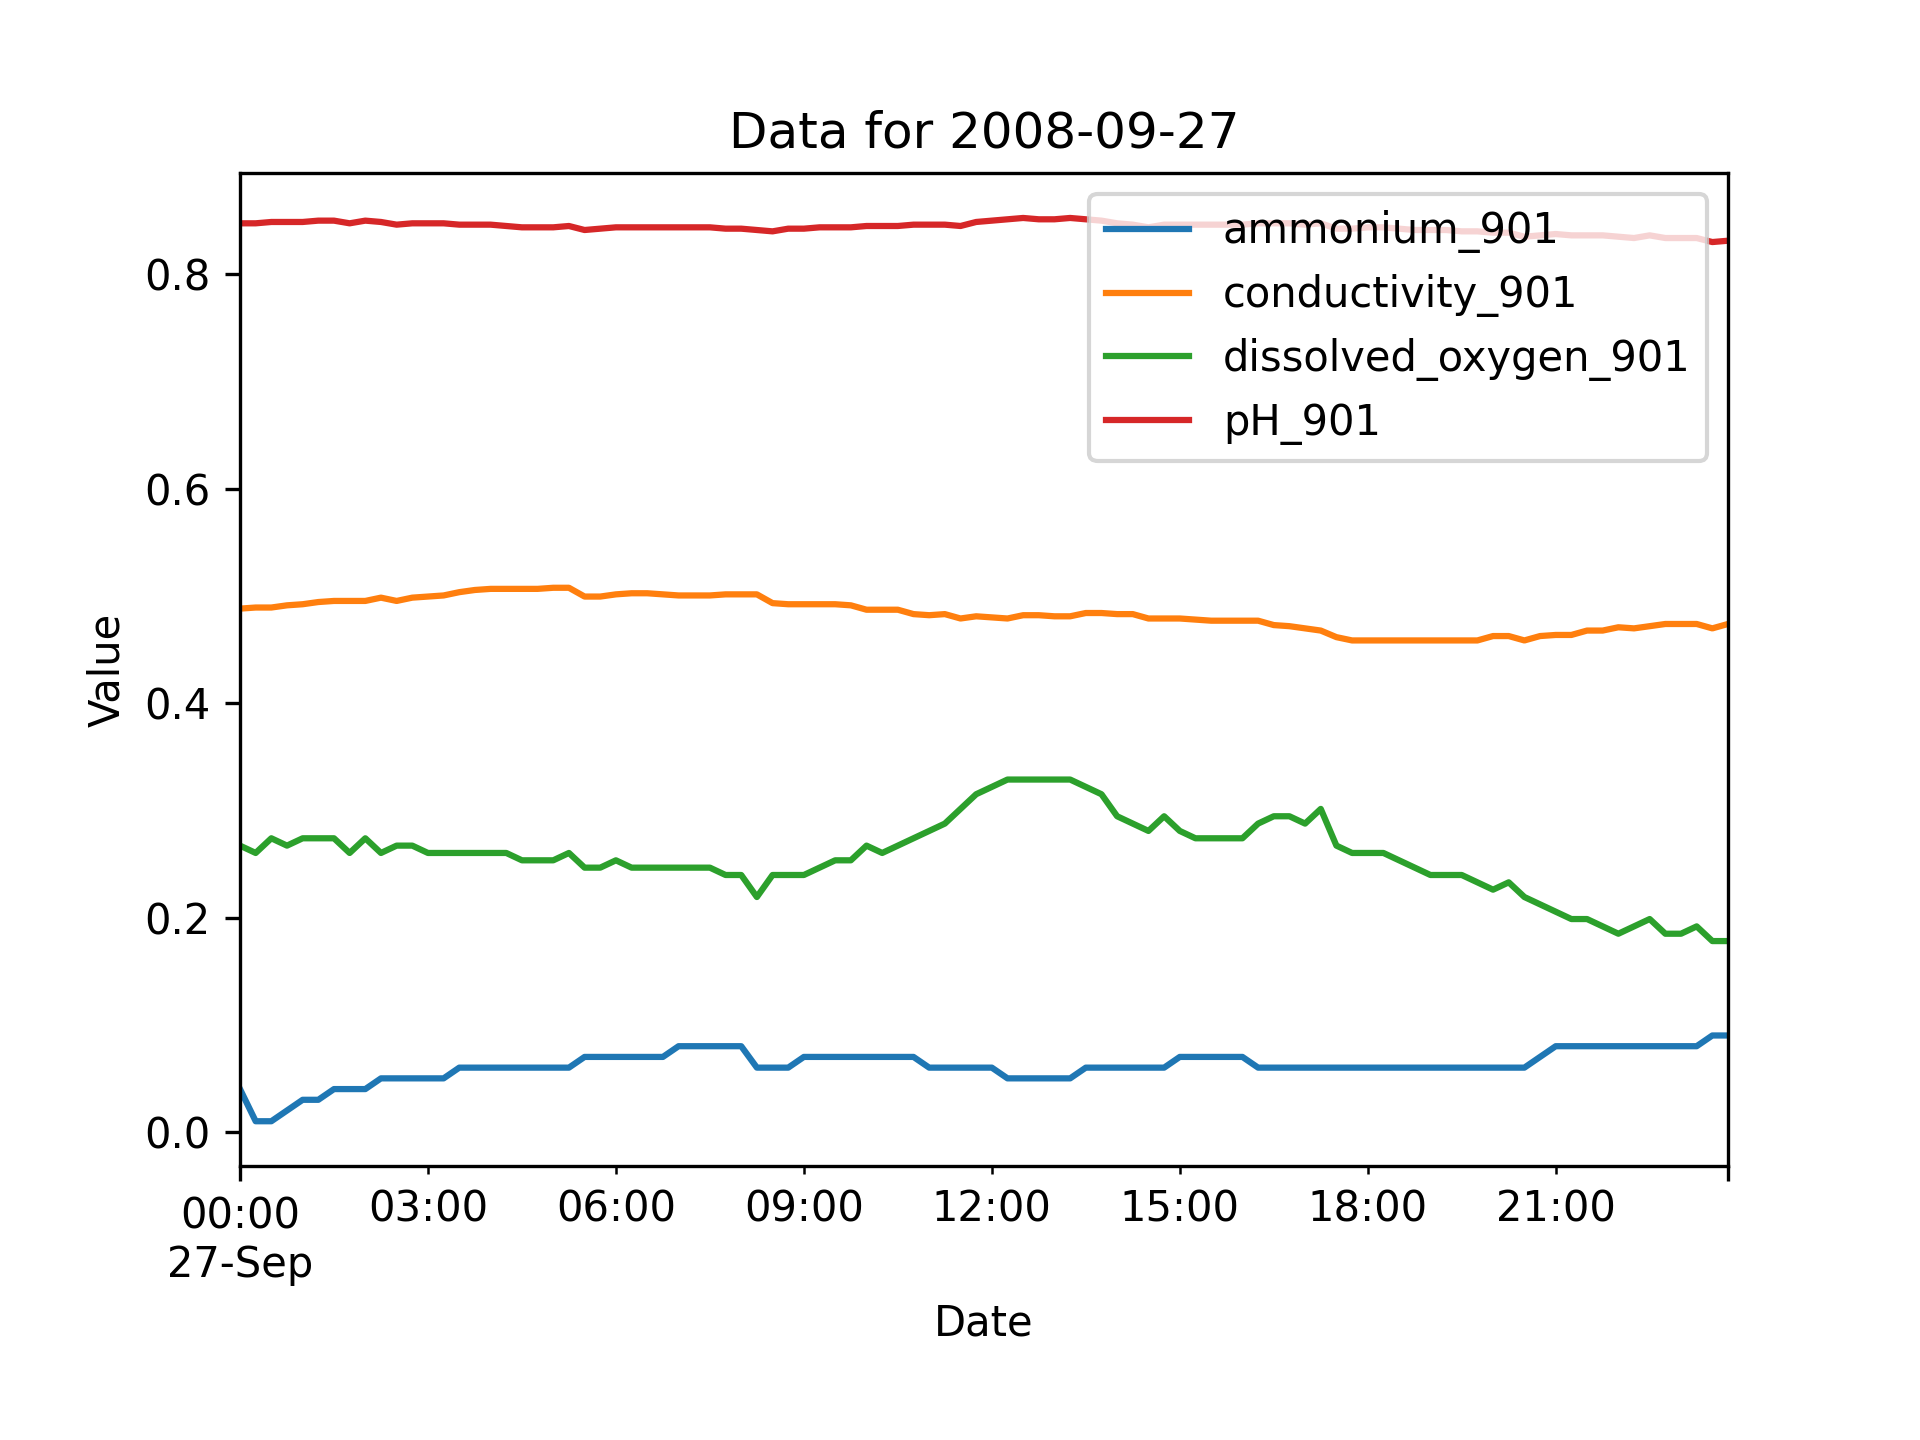 Data for 2008-09-27
ammonium_901
conductivity_901
dissolved_oxygen_901
pH_901
0.8
0.6
0.4
0.2
0.0
Value
00:00 03:00 06:00 09:00 12:00 15:00 18:00 21:00
27-Sep
Date